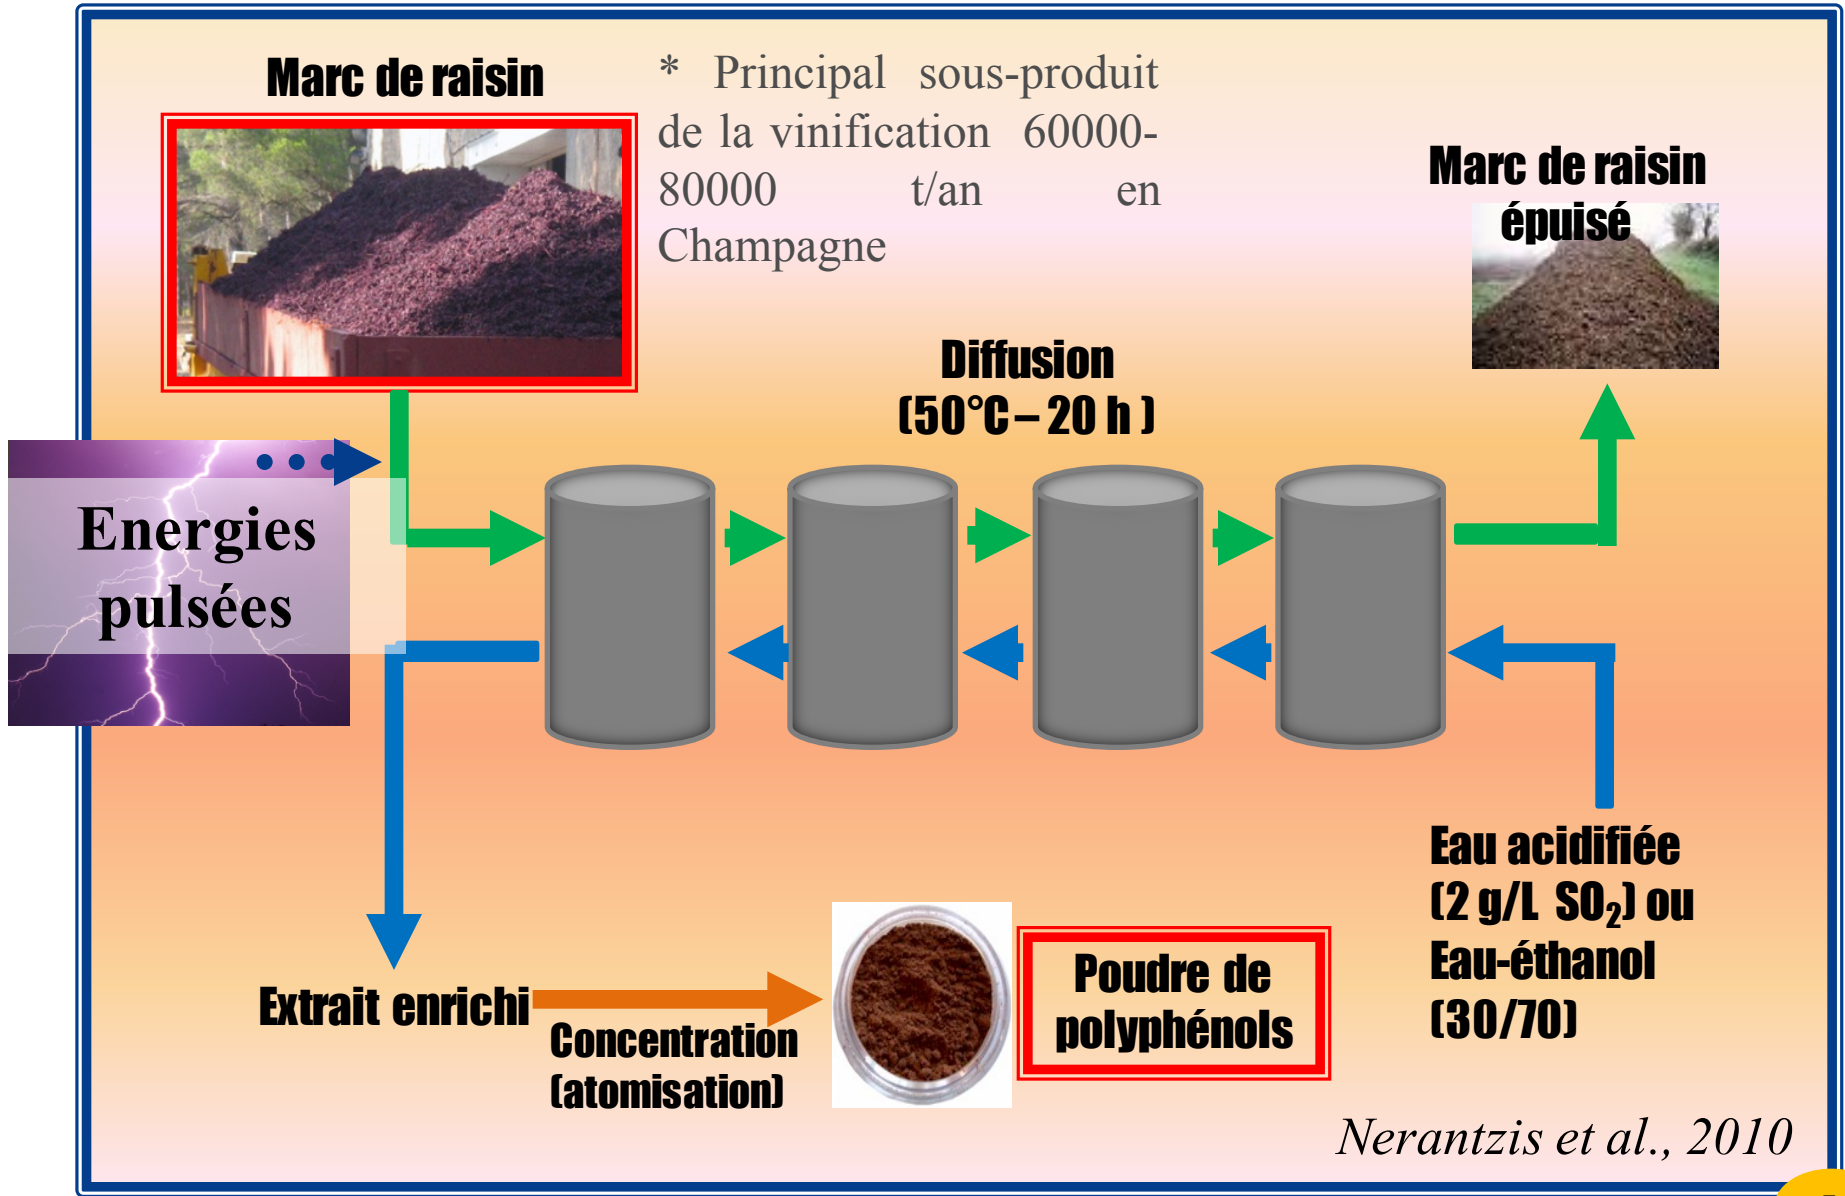 Marc de raisin
* Principal sous-produit
de la vinification 60000-
80000 t/an en
Champagne
Marc de raisin
épuisé
Diffusion
(50°C – 20 h )
Energies
pulsées
Eau acidifiée
(2 g/L SO₂) ou
Eau-éthanol
(30/70)
Extrait enrichi
Concentration
(atomisation)
Poudre de
polyphénols
Nerantzis et al., 2010